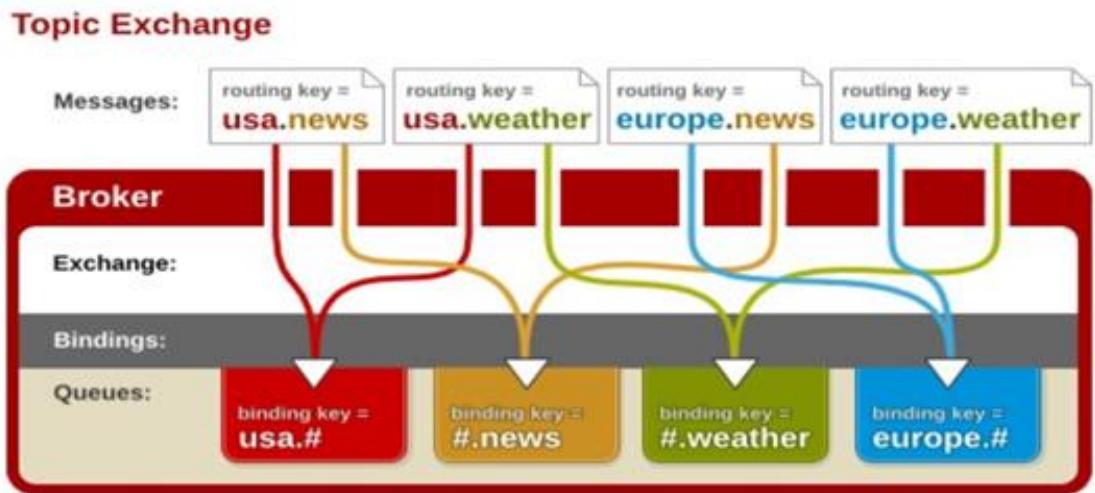 Topic Exchange
Messages:
routing key =
usa.news
routing key =
usa.weather
routing key =
europe.news
routing key =
europe.weather
Broker
Exchange:
Bindings:
Queues:
binding key =
usa.#
binding key =
#.news
binding key =
#.weather
binding key =
europe.#